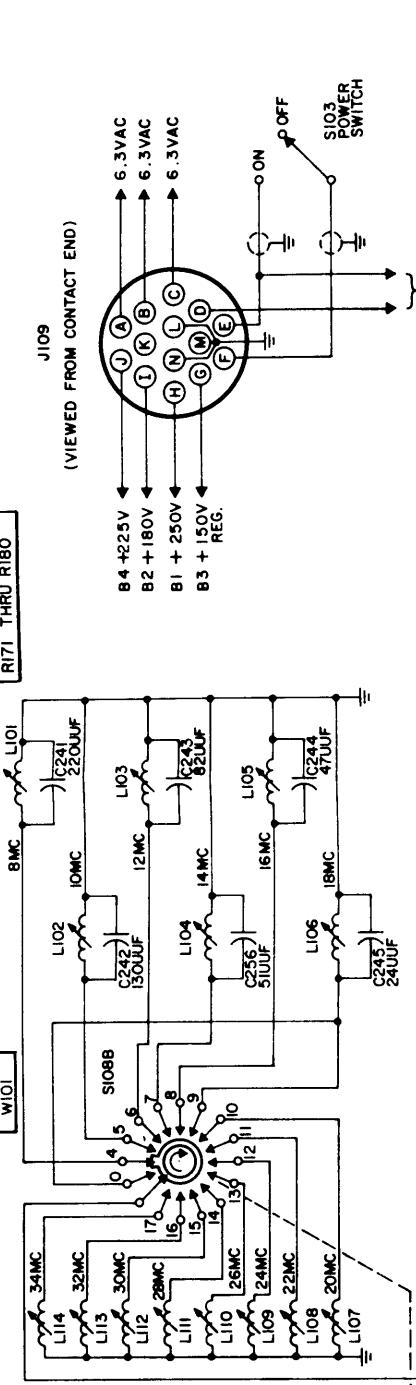 J109
(VIEWED FROM CONTACT END)
B4 +225V
B2 +180V
B1 + 250V
B3 + 150V
REG.
6.3VAC
6.3VAC
6.3VAC
A
B
C
D
E
F
G
H
I
J
K
L
M
N
ON
OFF
S103
POWER
SWITCH
R171 THRU R180
W101
8MC
L101
C241
220UUF
10MC
L102
C242
130UUF
12MC
L103
C243
82UUF
14MC
L104
C256
51UUF
16MC
L105
C244
47UUF
18MC
L106
C245
24UUF
S108B
0
4
5
6
7
8
9
10
11
12
13
14
15
16
17
34MC
L114
32MC
L113
30MC
L112
28MC
L111
26MC
L110
24MC
L109
22MC
L108
20MC
L107